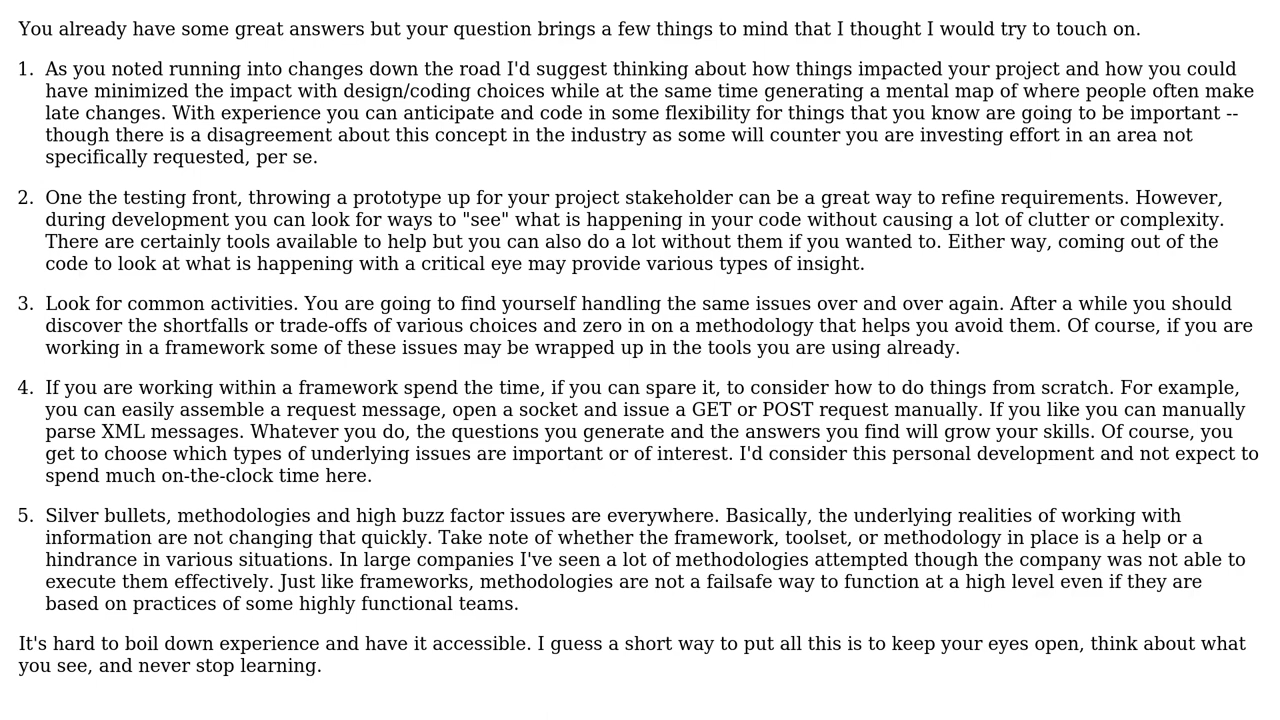 You already have some great answers but your question brings a few things to mind that I thought I would try to touch on.
1. As you noted running into changes down the road I'd suggest thinking about how things impacted your project and how you could
have minimized the impact with design/coding choices while at the same time generating a mental map of where people often make
late changes. With experience you can anticipate and code in some flexibility for things that you know are going to be important --
though there is a disagreement about this concept in the industry as some will counter you are investing effort in an area not
specifically requested, per se.
2. One the testing front, throwing a prototype up for your project stakeholder can be a great way to refine requirements. However,
during development you can look for ways to "see" what is happening in your code without causing a lot of clutter or complexity.
There are certainly tools available to help but you can also do a lot without them if you wanted to. Either way, coming out of the
code to look at what is happening with a critical eye may provide various types of insight.
3. Look for common activities. You are going to find yourself handling the same issues over and over again. After a while you should
discover the shortfalls or trade-offs of various choices and zero in on a methodology that helps you avoid them. Of course, if you are
working in a framework some of these issues may be wrapped up in the tools you are using already.
4. If you are working within a framework spend the time, if you can spare it, to consider how to do things from scratch. For example,
you can easily assemble a request message, open a socket and issue a GET or POST request manually. If you like you can manually
parse XML messages. Whatever you do, the questions you generate and the answers you find will grow your skills. Of course, you
get to choose which types of underlying issues are important or of interest. I'd consider this personal development and not expect to
spend much on-the-clock time here.
5. Silver bullets, methodologies and high buzz factor issues are everywhere. Basically, the underlying realities of working with
information are not changing that quickly. Take note of whether the framework, toolset, or methodology in place is a help or a
hindrance in various situations. In large companies I've seen a lot of methodologies attempted though the company was not able to
execute them effectively. Just like frameworks, methodologies are not a failsafe way to function at a high level even if they are
based on practices of some highly functional teams.
It's hard to boil down experience and have it accessible. I guess a short way to put all this is to keep your eyes open, think about what
you see, and never stop learning.